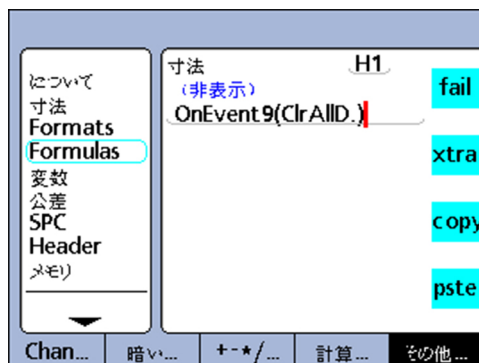 について
寸法
Formats
Formulas
変数
公差
SPC
Header
メモリ
寸法 H1
(非表示)
OnEvent9(ClrAllD.)
fail
xtra
copy
pste
Chan... 暗い... +-*/... 計算... その他...